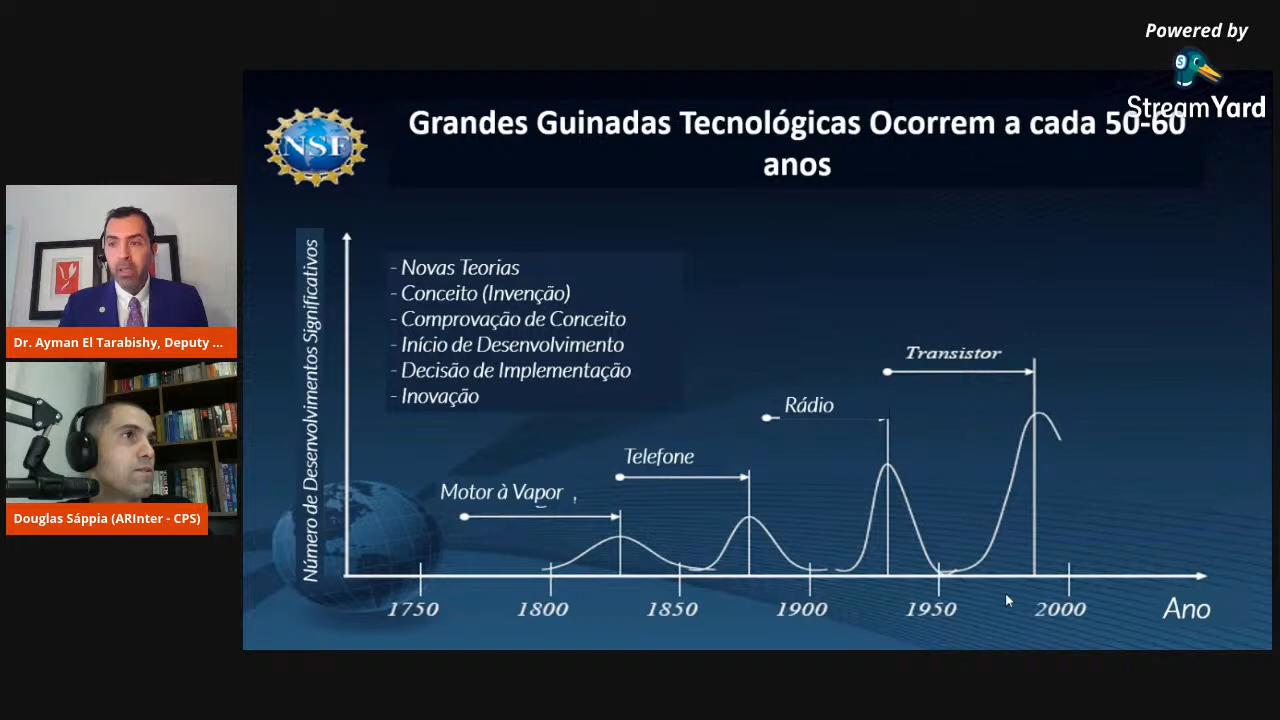 Powered by
StreamYard
NSF
Grandes Guinadas Tecnológicas Ocorrem a cada 50-60
anos
Número de Desenvolvimentos Significativos
- Novas Teorias
- Conceito (Invenção)
- Comprovação de Conceito
- Início de Desenvolvimento
- Decisão de Implementação
- Inovação
Transistor
Rádio
Telefone
Motor à Vapor
1750
1800
1850
1900
1950
2000
Ano
Dr. Ayman El Tarabishy, Deputy ...
Douglas Sáppia (ARInter - CPS)